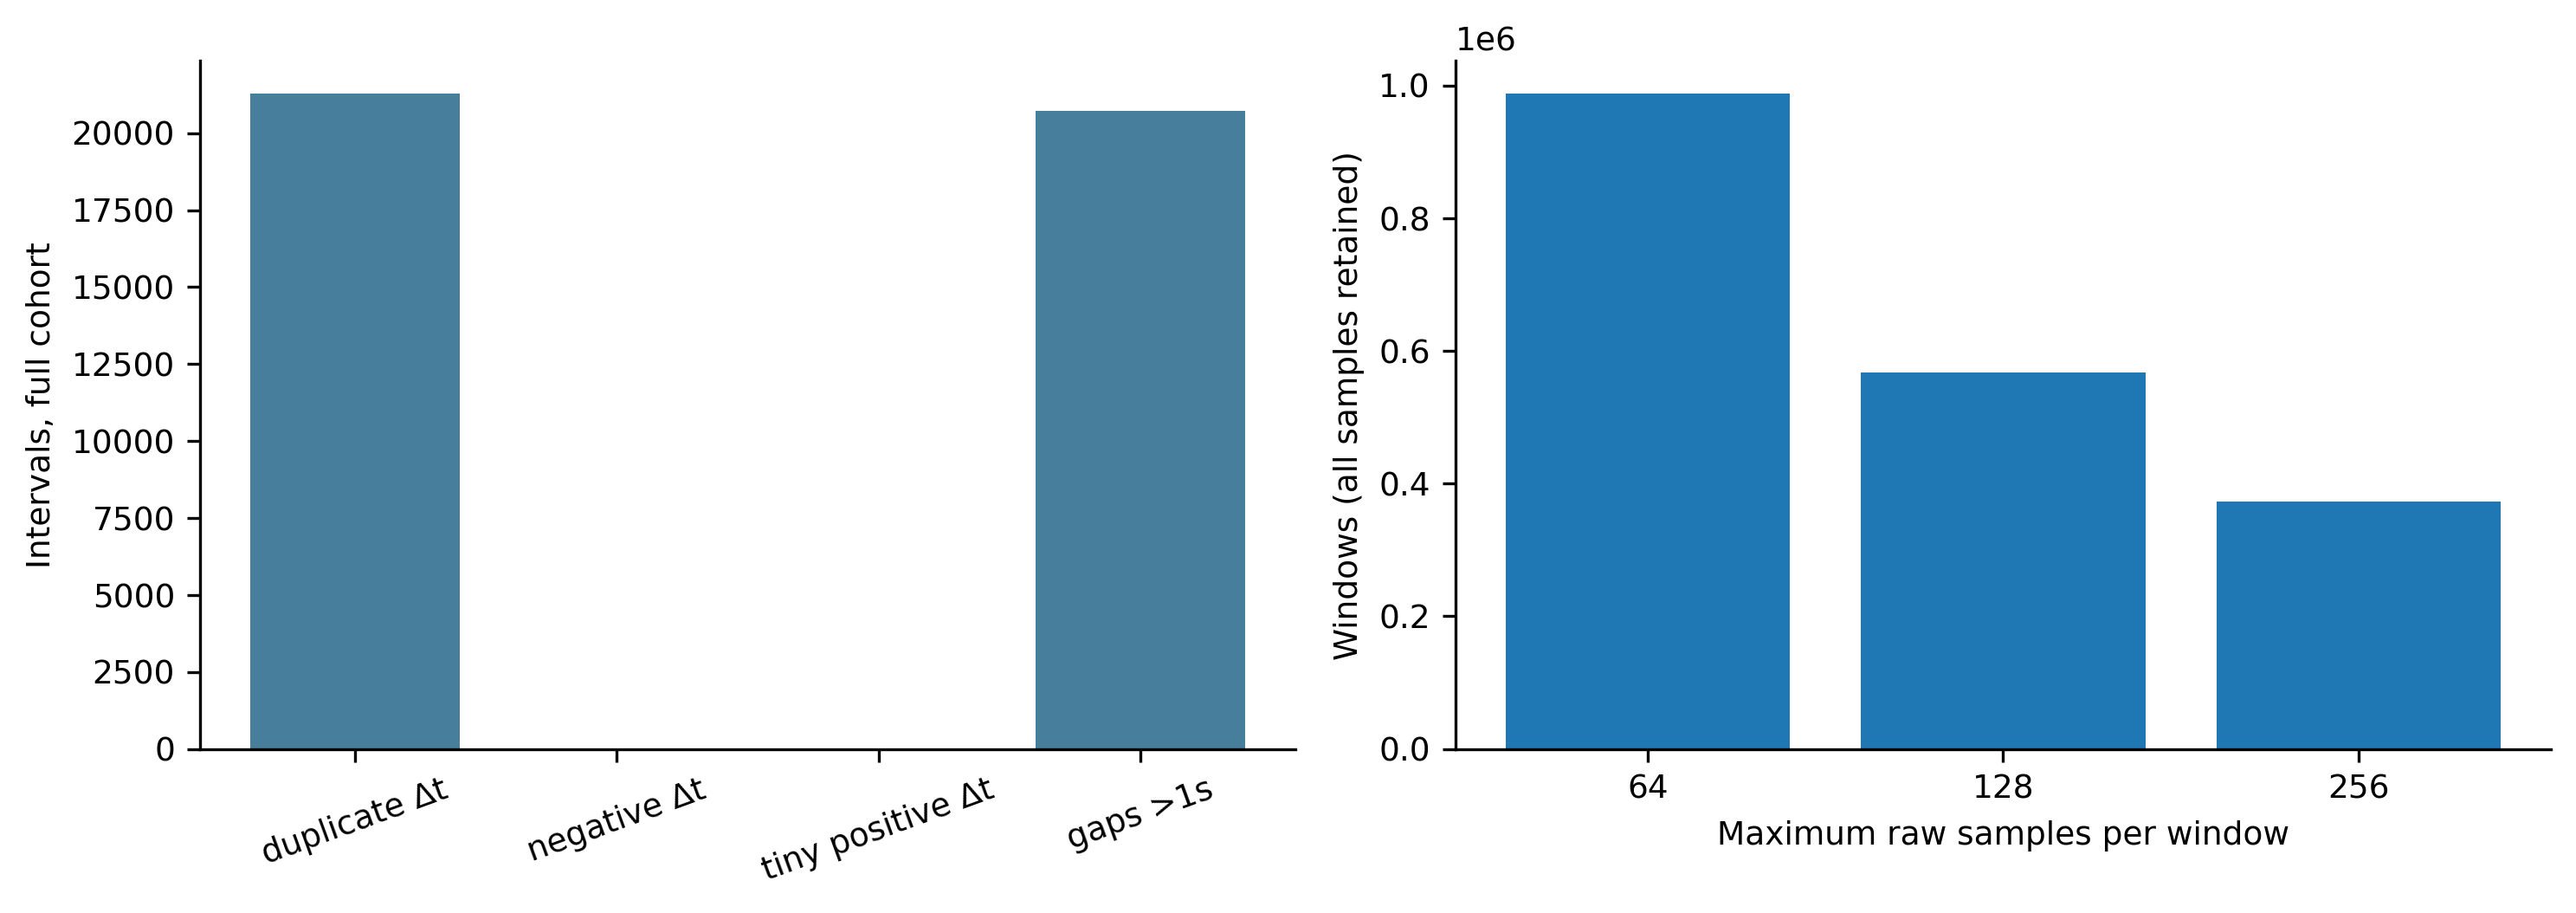 Intervals, full cohort
20000
17500
15000
12500
10000
7500
5000
2500
0
duplicate Δt
negative Δt
tiny positive Δt
gaps >1s
1e6
Windows (all samples retained)
1.0
0.8
0.6
0.4
0.2
0.0
64
128
256
Maximum raw samples per window